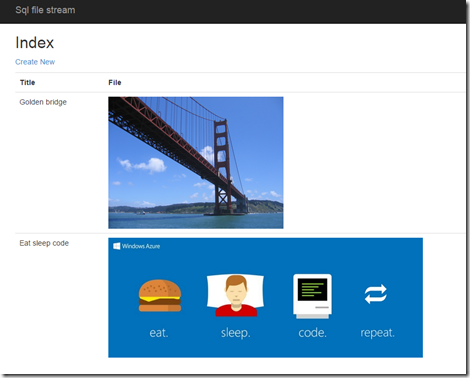 Sql file stream
Index
Create New
Title File
Golden bridge
Eat sleep code
Windows Azure
eat. sleep. code. repeat.